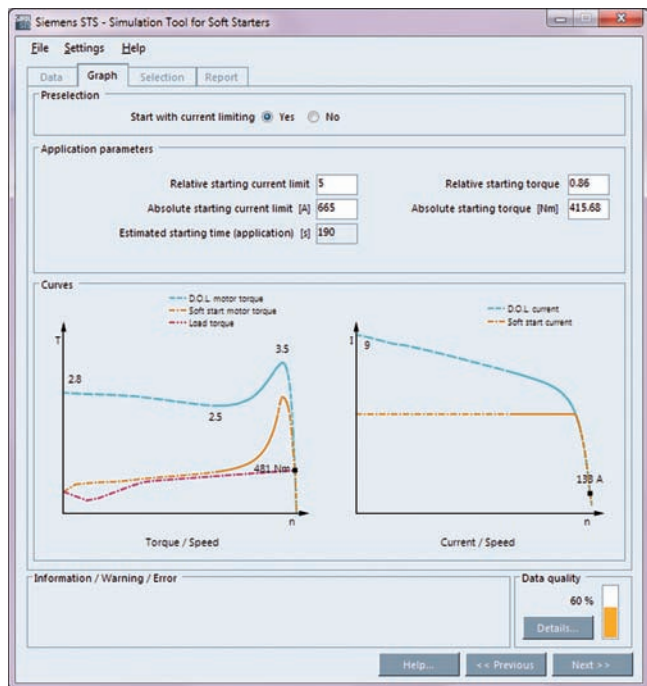 Siemens STS - Simulation Tool for Soft Starters
File Settings Help
Data Graph Selection Report
Preselection
Start with current limiting Yes No
Application parameters
Relative starting current limit 5 Relative starting torque 0.86
Absolute starting current limit [A] 665 Absolute starting torque [Nm] 415.68
Estimated starting time (application) [s] 190
Curves
D.O.L motor torque
Soft start motor torque
Load torque
T
2.8
2.5
3.5
481 Nm
n
Torque / Speed
D.O.L current
Soft start current
I
9
133 A
n
Current / Speed
Information / Warning / Error
Data quality
60 %
Details...
Help... << Previous Next >>